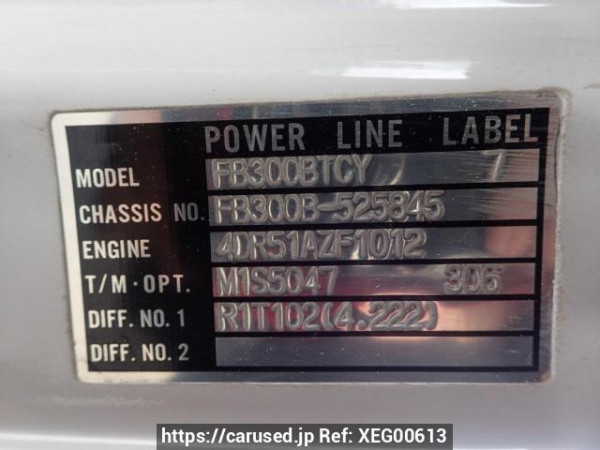 POWER LINE LABEL
MODEL FB300BTCY 7
CHASSIS NO. FB300B-525845
ENGINE 4DR51AZF1012
T/M·OPT. M1S5047 306
DIFF. NO. 1 R1T102(4.222)
DIFF. NO. 2
https://carused.jp Ref: XEG00613